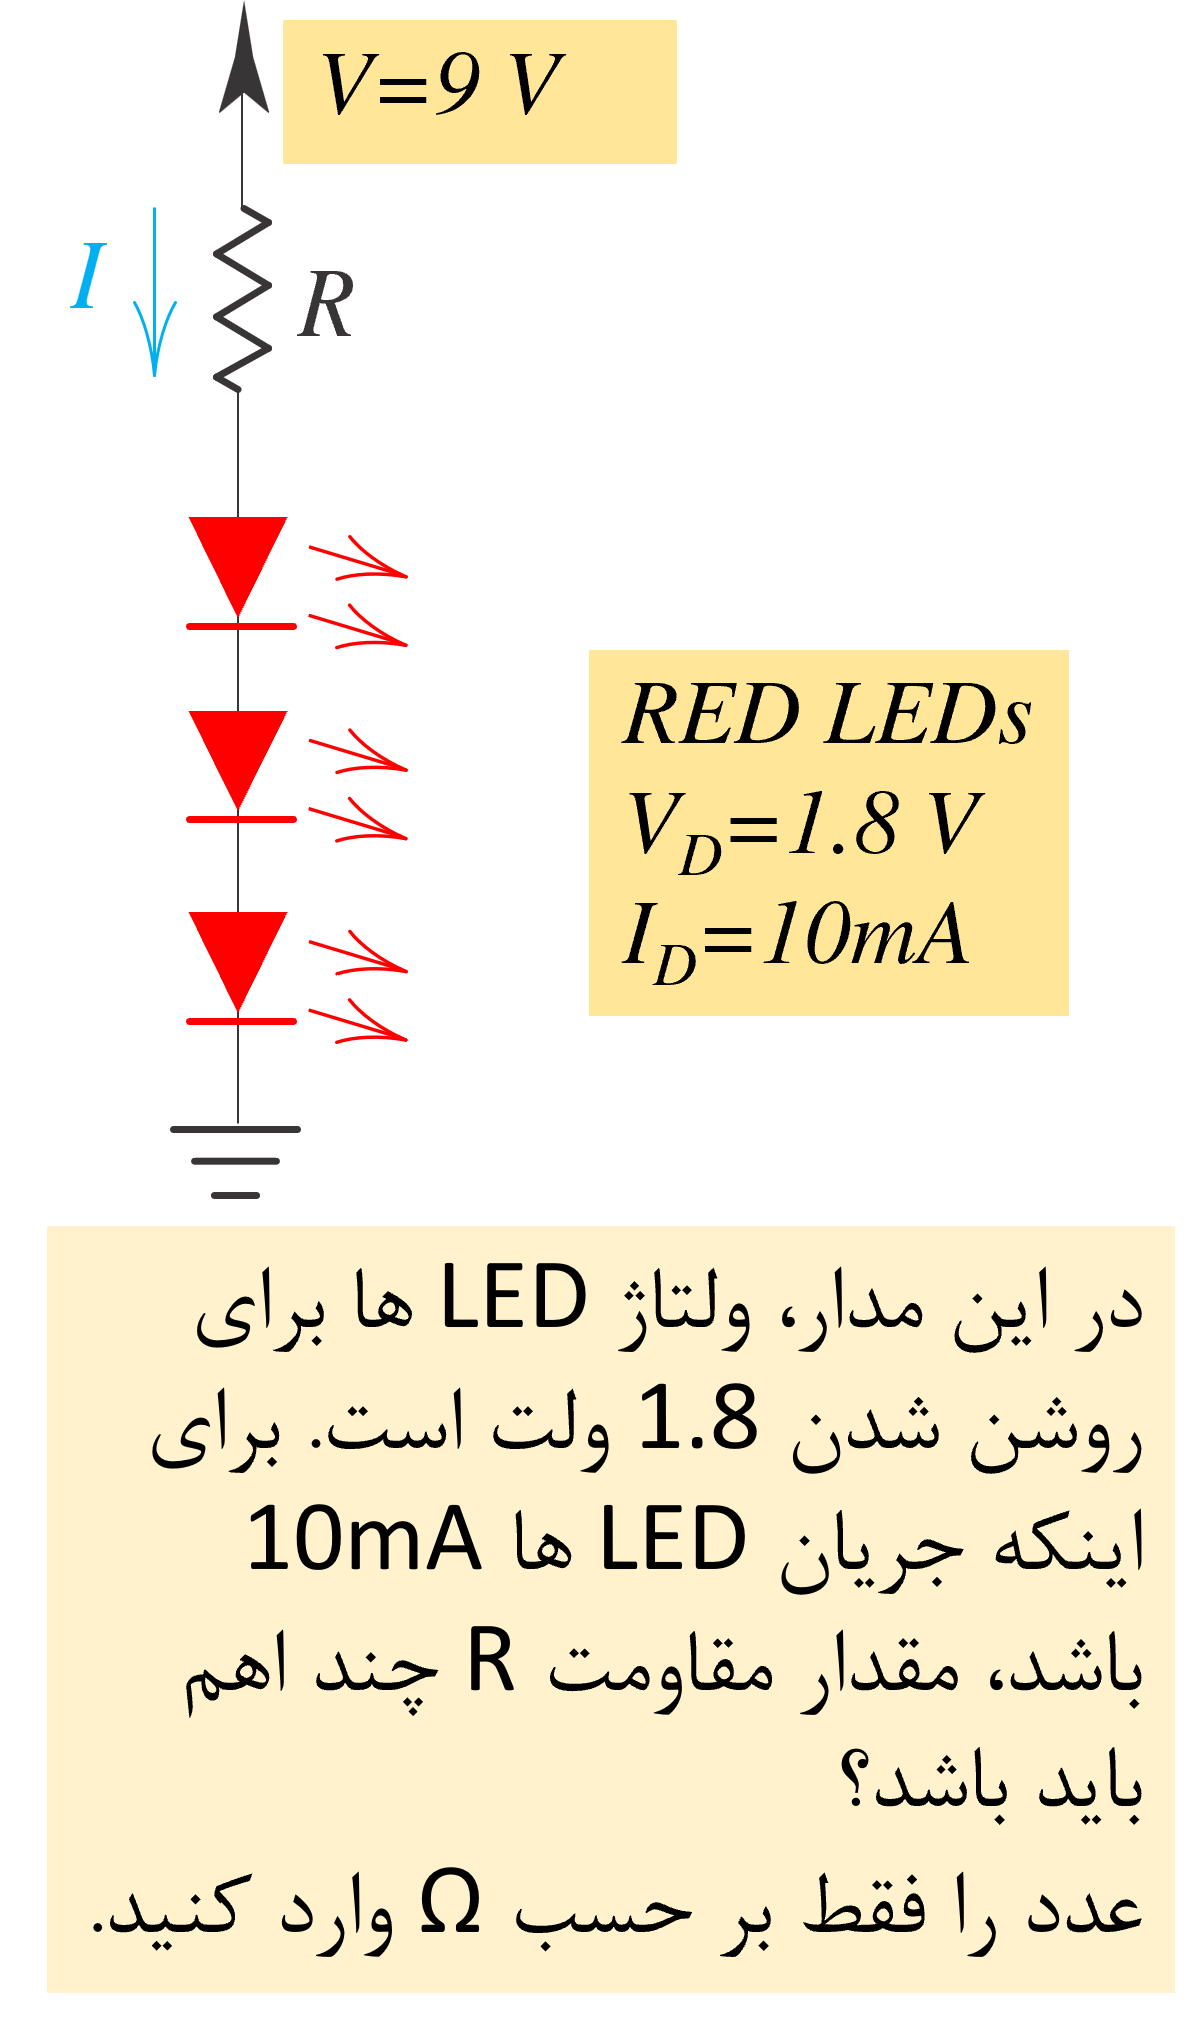 V=9 V
I
R
RED LEDs
V_D=1.8 V
I_D=10mA
در این مدار، ولتاژ LED ها برای
روشن شدن 1.8 ولت است. برای
اینکه جریان LED ها 10mA
باشد، مقدار مقاومت R چند اهم
باید باشد؟
عدد را فقط بر حسب Ω وارد کنید.